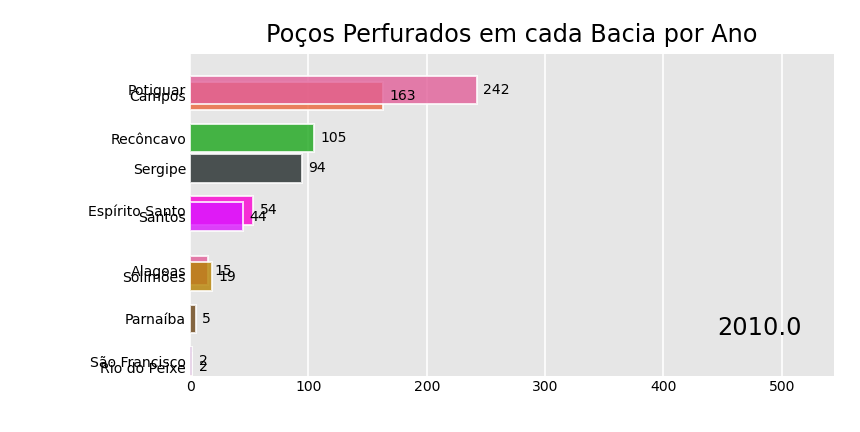 Poços Perfurados em cada Bacia por Ano
Potiguar 242
Campos 163
Recôncavo 105
Sergipe 94
Espírito Santo 54
Santos 44
Alagoas 15
Solimões 19
Parnaíba 5
2010.0
São Francisco 2
Rio do Peixe 2
0 100 200 300 400 500